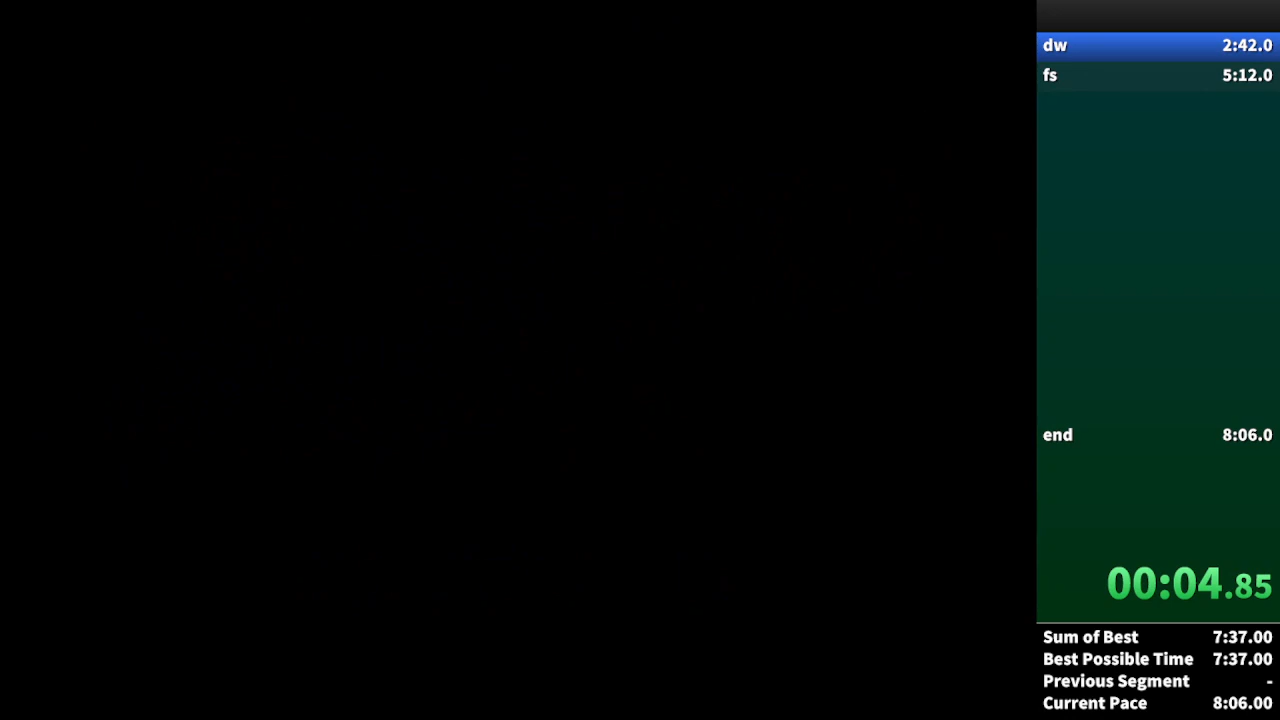 dw 2:42.0
fs 5:12.0
end 8:06.0
00:04.85
Sum of Best 7:37.00
Best Possible Time 7:37.00
Previous Segment -
Current Pace 8:06.00